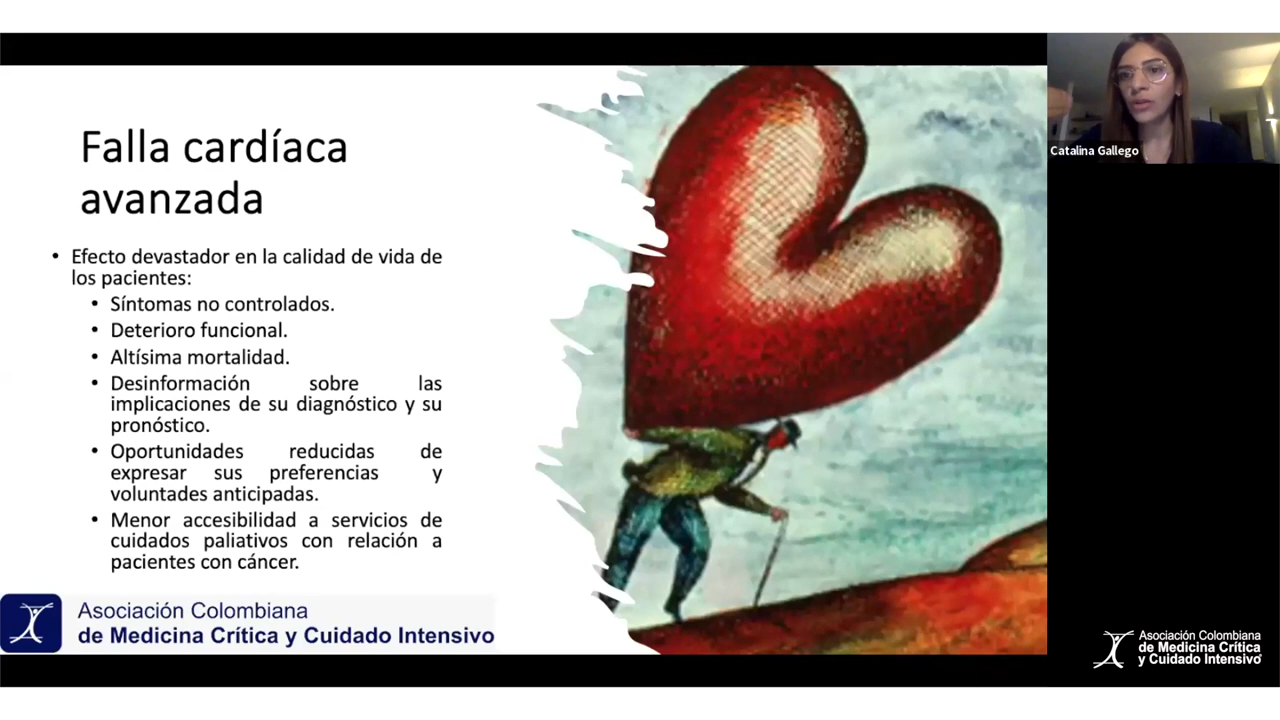 Falla cardíaca
avanzada
• Efecto devastador en la calidad de vida de
los pacientes:
• Síntomas no controlados.
• Deterioro funcional.
• Altísima mortalidad.
• Desinformación sobre las
implicaciones de su diagnóstico y su
pronóstico.
• Oportunidades reducidas de
expresar sus preferencias y
voluntades anticipadas.
• Menor accesibilidad a servicios de
cuidados paliativos con relación a
pacientes con cáncer.
Asociación Colombiana
de Medicina Crítica y Cuidado Intensivo
Catalina Gallego
Asociación Colombiana
de Medicina Crítica
y Cuidado Intensivo